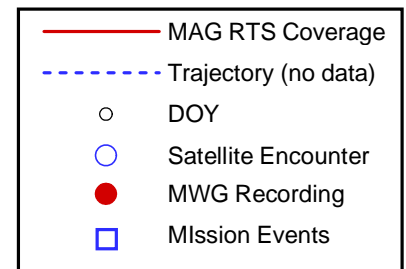 MAG RTS Coverage
Trajectory (no data)
DOY
Satellite Encounter
MWG Recording
MIssion Events